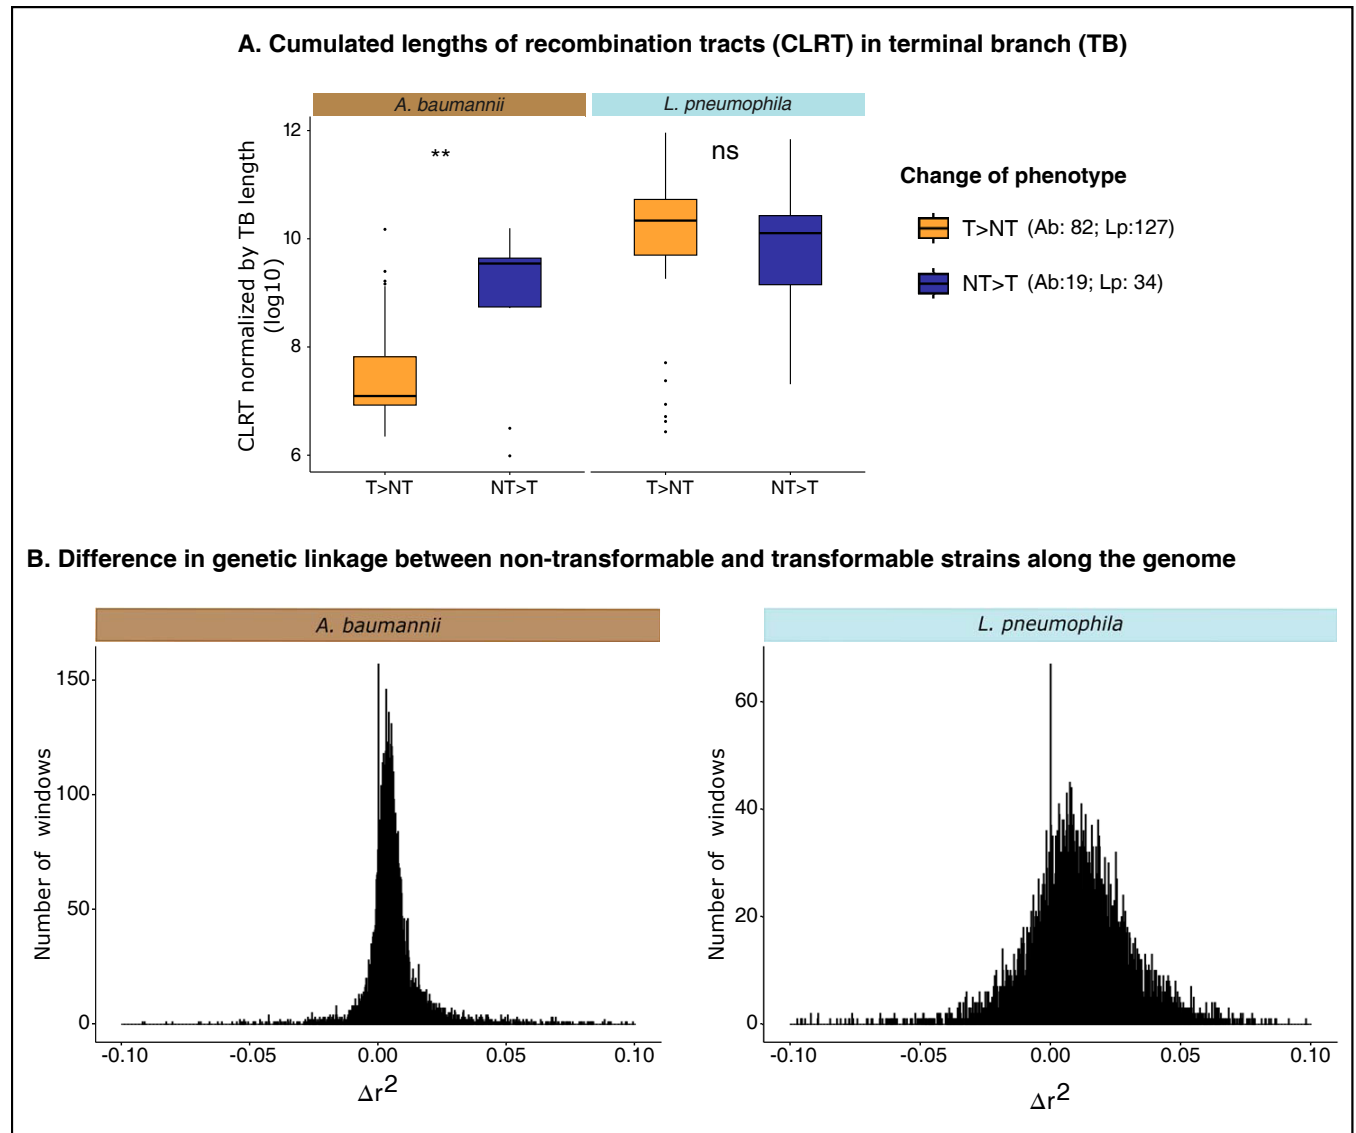 A. Cumulated lengths of recombination tracts (CLRT) in terminal branch (TB)
A. baumannii
L. pneumophila
CLRT normalized by TB length
(log10)
12
10
8
6
**
ns
T>NT
NT>T
T>NT
NT>T
Change of phenotype
T>NT (Ab: 82; Lp:127)
NT>T (Ab:19; Lp: 34)
B. Difference in genetic linkage between non-transformable and transformable strains along the genome
A. baumannii
Number of windows
150
100
50
0
-0.10
-0.05
0.00
0.05
0.10
Δr²
L. pneumophila
Number of windows
60
40
20
0
-0.10
-0.05
0.00
0.05
0.10
Δr²